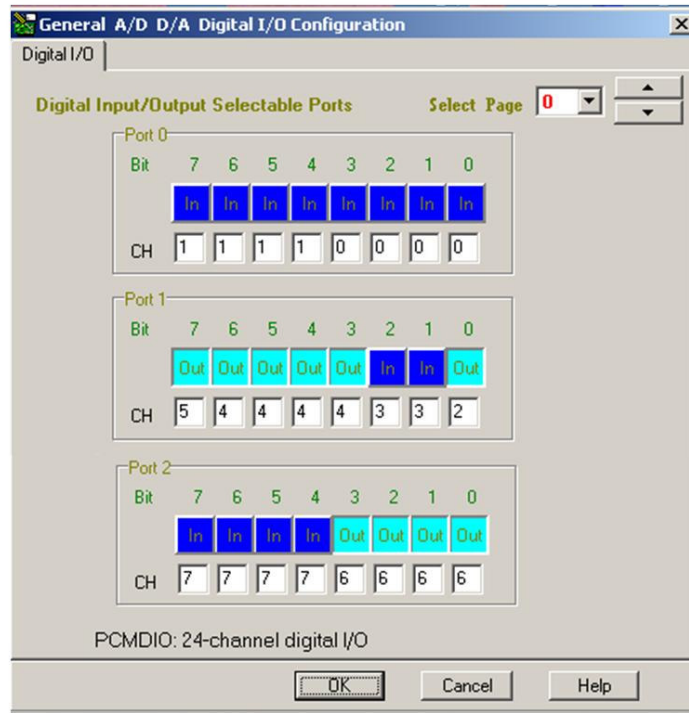 General A/D D/A Digital I/O Configuration
Digital I/O
Digital Input/Output Selectable Ports Select Page 0
Port 0
Bit 7 6 5 4 3 2 1 0
In In In In In In In In
CH 1 1 1 1 0 0 0 0
Port 1
Bit 7 6 5 4 3 2 1 0
Out Out Out Out Out In In Out
CH 5 4 4 4 4 3 3 2
Port 2
Bit 7 6 5 4 3 2 1 0
In In In In Out Out Out Out
CH 7 7 7 7 6 6 6 6
PCMDIO: 24-channel digital I/O
OK Cancel Help